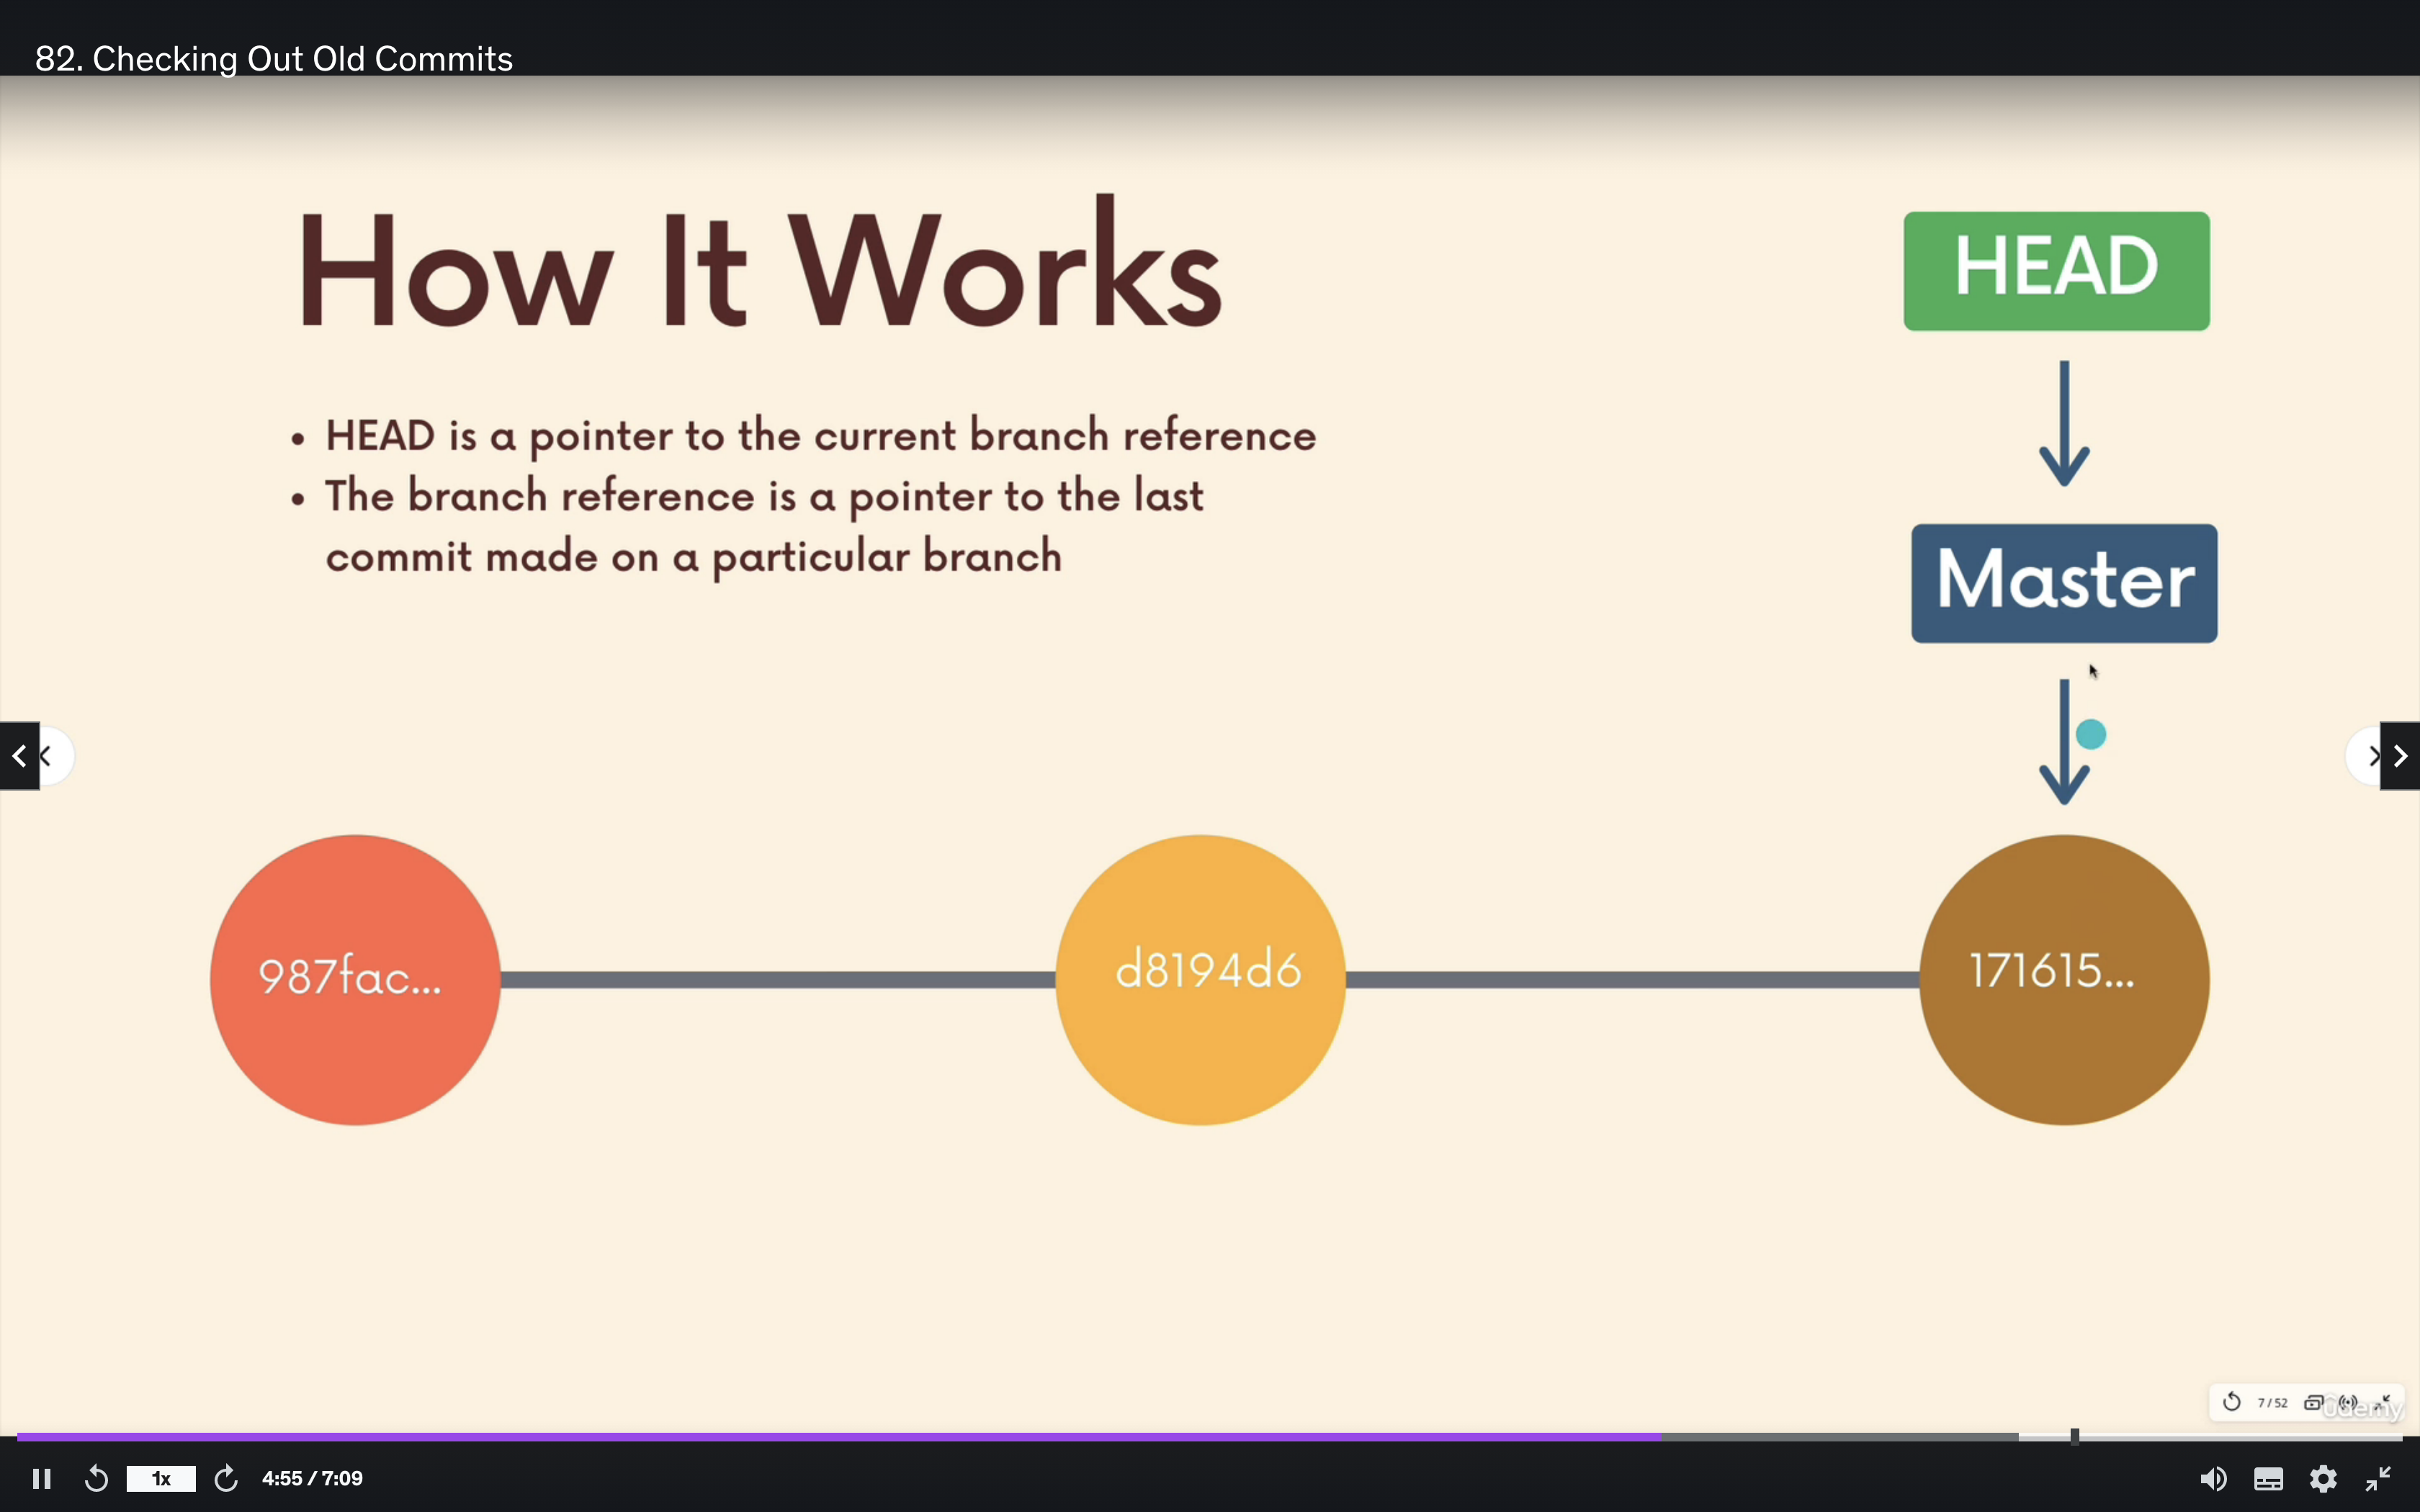 82. Checking Out Old Commits
How It Works
HEAD
• HEAD is a pointer to the current branch reference
• The branch reference is a pointer to the last
commit made on a particular branch
Master
987fac...
d8194d6
171615...
7 / 52
ûdemy
1x
4:55 / 7:09